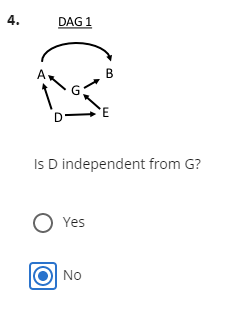 4. DAG 1
A B
G
D E
Is D independent from G?
Yes
No